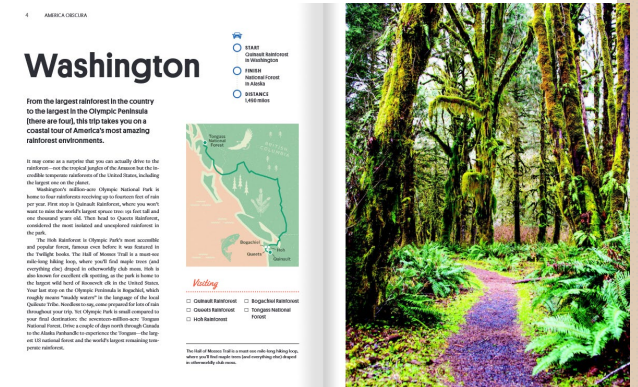 4 AMERICA OBSCURA
Washington
START
Quinault Rainforest
in Washington
FINISH
National Forest
in Alaska
DISTANCE
1,490 miles
From the largest rainforest in the country
to the largest in the Olympic Peninsula
(there are four), this trip takes you on a
coastal tour of America's most amazing
rainforest environments.
It may come as a surprise that you can actually drive to the
rainforest—not the tropical jungles of the Amazon but the in-
credible temperate rainforests of the United States, including
the largest one on the planet.
Washington's million-acre Olympic National Park is
home to four rainforests receiving up to fourteen feet of rain
per year. First stop is Quinault Rainforest, where you won't
want to miss the world's largest spruce tree 191 feet tall and
one thousand years old. Then head to Queets Rainforest,
considered the most isolated and unexplored rainforest in
the park.
The Hoh Rainforest is Olympic Park's most accessible
and popular forest, famous even before it was featured in
the Twilight books. The Hall of Mosses Trail is a must-see
mile-long hiking loop, where you'll find maple trees (and
everything else) draped in otherworldly club moss. Hoh is
also known for excellent elk spotting, as the park is home to
the largest wild herd of Roosevelt elk in the United States.
Your last stop on the Olympic Peninsula is Bogachiel, which
roughly means "muddy waters" in the language of the local
Quileute Tribe. Needless to say, come prepared for lots of rain
throughout your trip. Yet Olympic Park is small compared to
your final destination: the seventeen-million-acre Tongass
National Forest. Drive a couple of days north through Canada
to the Alaska Panhandle to experience the Tongass—the larg-
est US national forest and the world's largest remaining tem-
perate rainforest.
Tongass
National
Forest
BRITISH
COLUMBIA
Bogachiel
Hoh
Queets
Quinault
Visiting
Quinault Rainforest
Queets Rainforest
Hoh Rainforest
Bogachiel Rainforest
Tongass National
Forest
The Hall of Mosses Trail is a must-see mile-long hiking loop,
where you'll find maple trees (and everything else) draped
in otherworldly club moss.